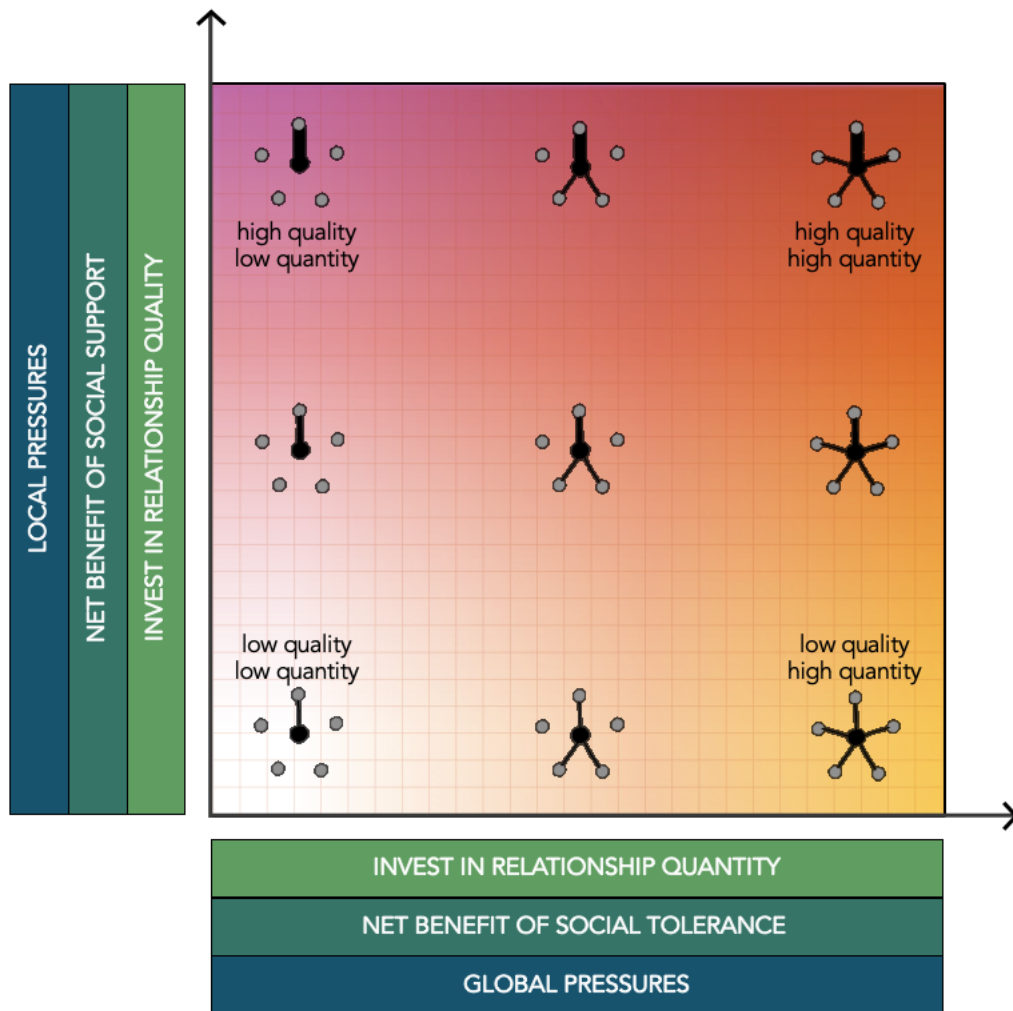 LOCAL PRESSURES
NET BENEFIT OF SOCIAL SUPPORT
INVEST IN RELATIONSHIP QUALITY
high quality
low quantity
high quality
high quantity
low quality
low quantity
low quality
high quantity
INVEST IN RELATIONSHIP QUANTITY
NET BENEFIT OF SOCIAL TOLERANCE
GLOBAL PRESSURES